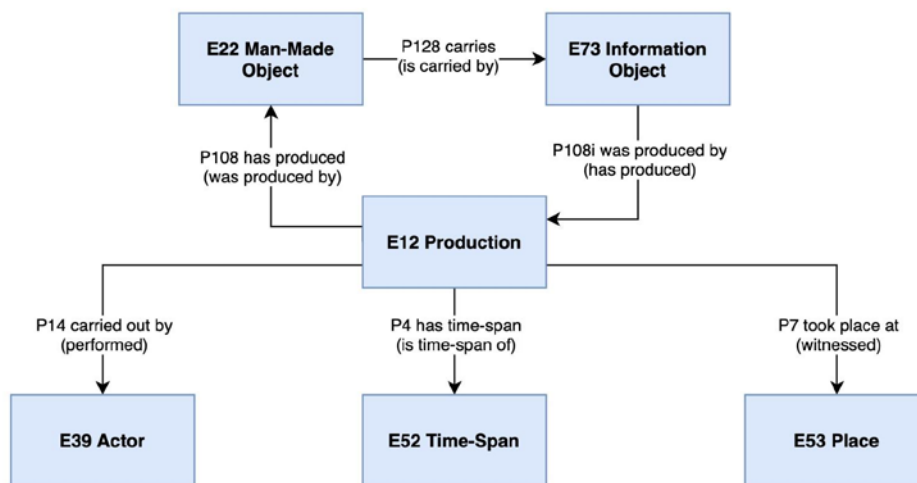 E22 Man-Made
Object
P128 carries
(is carried by)
E73 Information
Object
P108 has produced
(was produced by)
P108i was produced by
(has produced)
E12 Production
P14 carried out by
(performed)
P4 has time-span
(is time-span of)
P7 took place at
(witnessed)
E39 Actor
E52 Time-Span
E53 Place